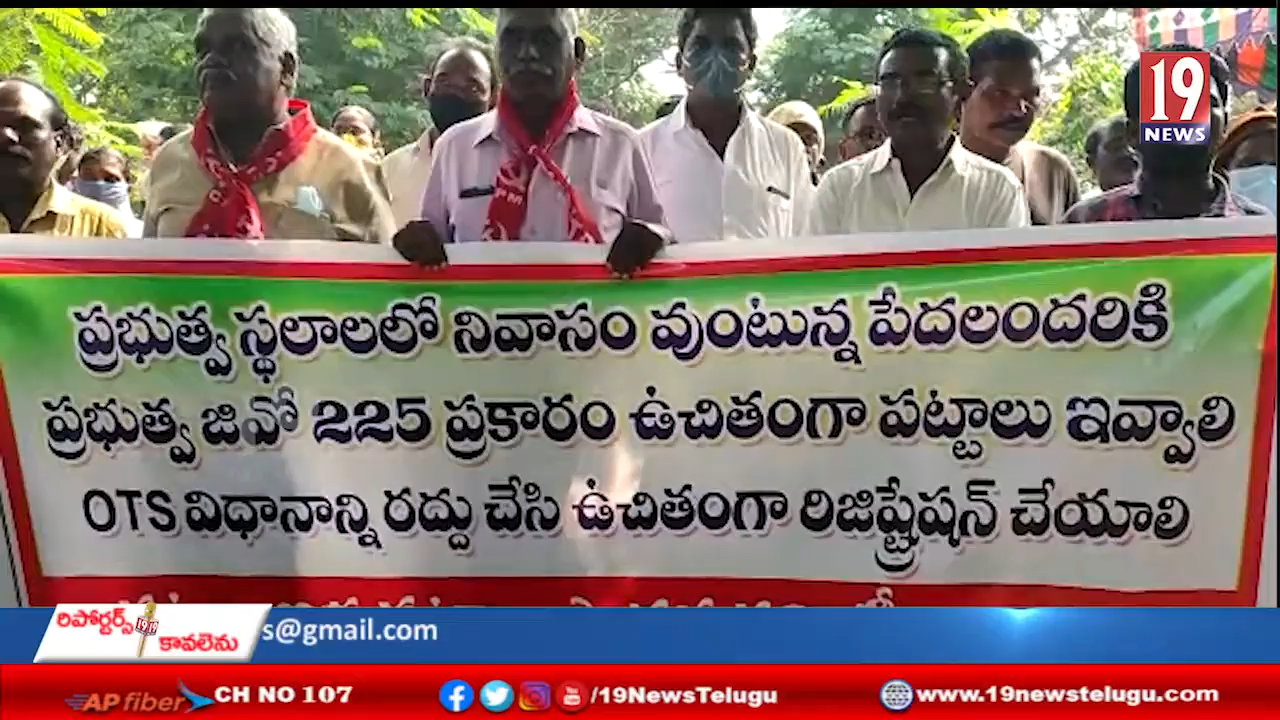 19
NEWS
ప్రభుత్వ స్థలాలలో నివాసం వుంటున్న పేదలందరికి
ప్రభుత్వ జివో 225 ప్రకారం ఉచితంగా పట్టాలు ఇవ్వాలి
OTS విధానాన్ని రద్దు చేసి ఉచితంగా రిజిష్ట్రేషన్ చేయాలి
రిపోర్టర్స్ 19
కావలెను
s@gmail.com
AP fiber CH NO 107 /19NewsTelugu www.19newstelugu.com